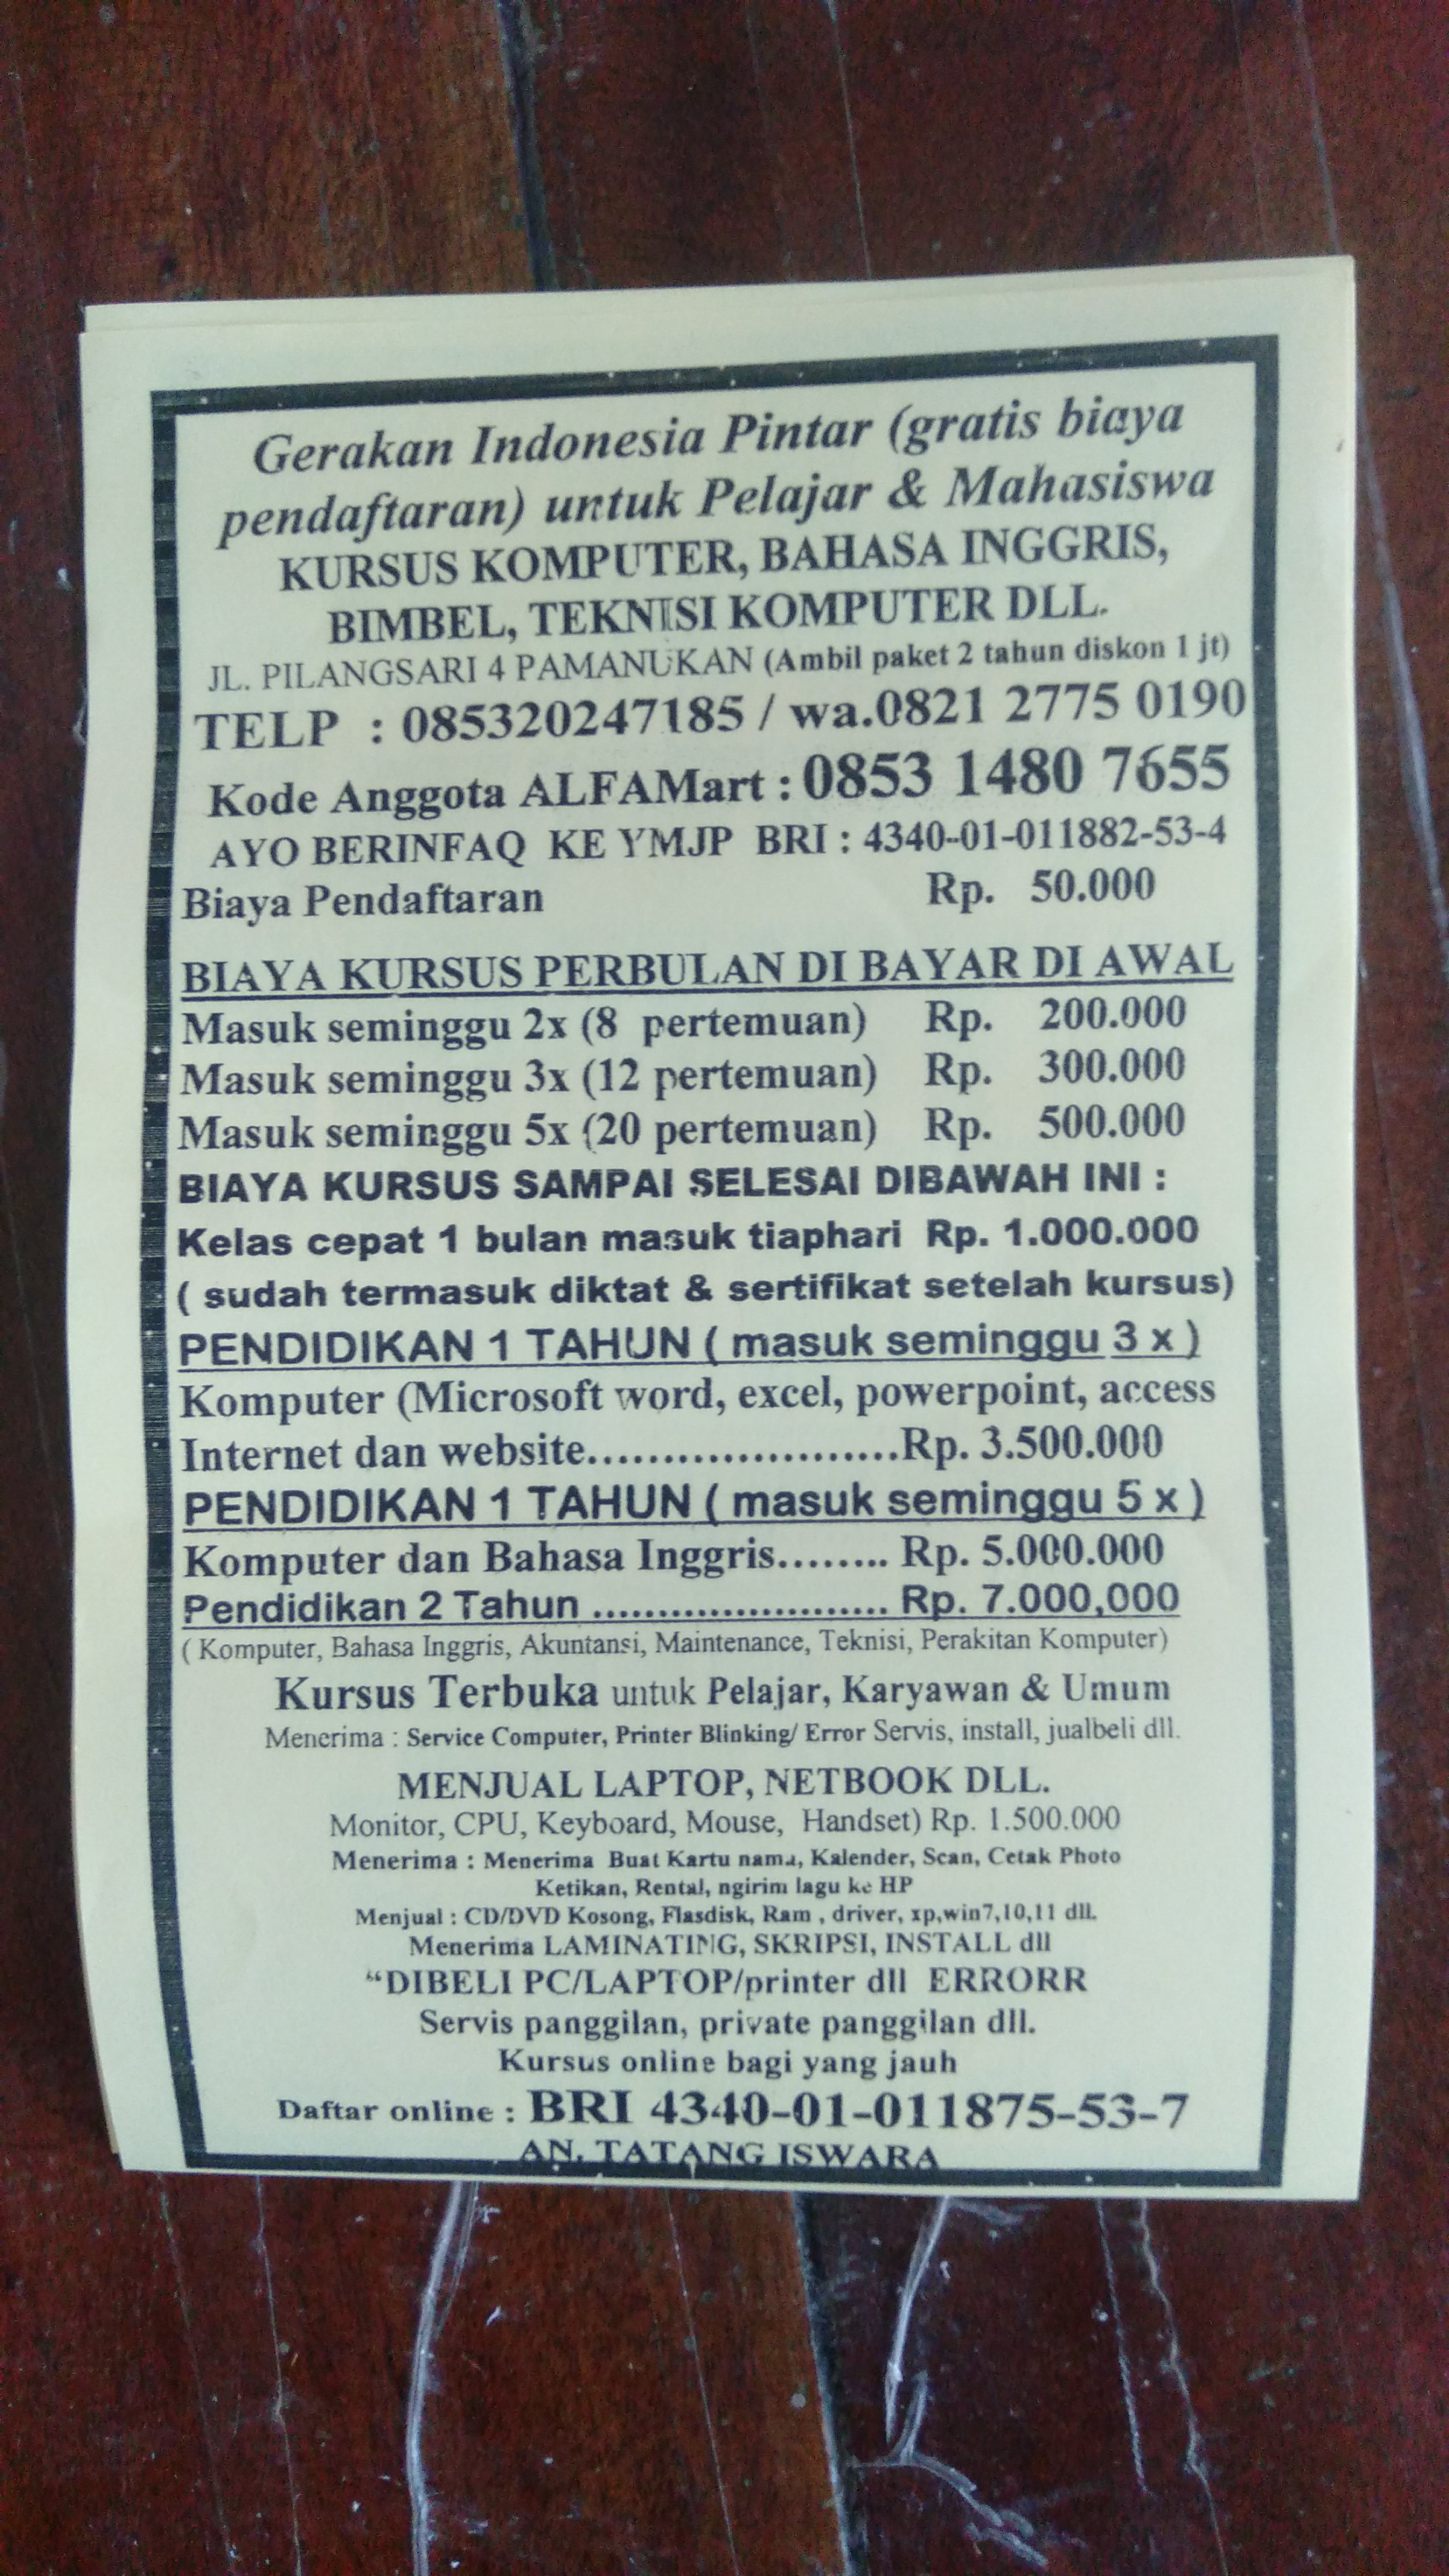 Gerakan Indonesia Pintar (gratis biaya
pendaftaran) untuk Pelajar & Mahasiswa
KURSUS KOMPUTER, BAHASA INGGRIS,
BIMBEL, TEKNISI KOMPUTER DLL.
JL. PILANGSARI 4 PAMANUKAN (Ambil paket 2 tahun diskon 1 jt)
TELP : 085320247185 / wa.0821 2775 0190
Kode Anggota ALFAMart : 0853 1480 7655
AYO BERINFAQ KE YMJP BRI : 4340-01-011882-53-4
Biaya Pendaftaran Rp. 50.000
BIAYA KURSUS PERBULAN DI BAYAR DI AWAL
Masuk seminggu 2x (8 pertemuan) Rp. 200.000
Masuk seminggu 3x (12 pertemuan) Rp. 300.000
Masuk seminggu 5x (20 pertemuan) Rp. 500.000
BIAYA KURSUS SAMPAI SELESAI DIBAWAH INI :
Kelas cepat 1 bulan masuk tiaphari Rp. 1.000.000
( sudah termasuk diktat & sertifikat setelah kursus)
PENDIDIKAN 1 TAHUN ( masuk seminggu 3 x )
Komputer (Microsoft word, excel, powerpoint, access
Internet dan website......................Rp. 3.500.000
PENDIDIKAN 1 TAHUN ( masuk seminggu 5 x )
Komputer dan Bahasa Inggris........ Rp. 5.000.000
Pendidikan 2 Tahun ........................ Rp. 7.000,000
( Komputer, Bahasa Inggris, Akuntansi, Maintenance, Teknisi, Perakitan Komputer)
Kursus Terbuka untuk Pelajar, Karyawan & Umum
Menerima : Service Computer, Printer Blinking/ Error Servis, install, jualbeli dll.
MENJUAL LAPTOP, NETBOOK DLL.
Monitor, CPU, Keyboard, Mouse, Handset) Rp. 1.500.000
Menerima : Menerima Buat Kartu nama, Kalender, Scan, Cetak Photo
Ketikan, Rental, ngirim lagu ke HP
Menjual : CD/DVD Kosong, Flasdisk, Ram , driver, xp,win7,10,11 dll.
Menerima LAMINATING, SKRIPSI, INSTALL dll
“DIBELI PC/LAPTOP/printer dll ERRORR
Servis panggilan, private panggilan dll.
Kursus online bagi yang jauh
Daftar online : BRI 4340-01-011875-53-7
AN. TATANG ISWARA